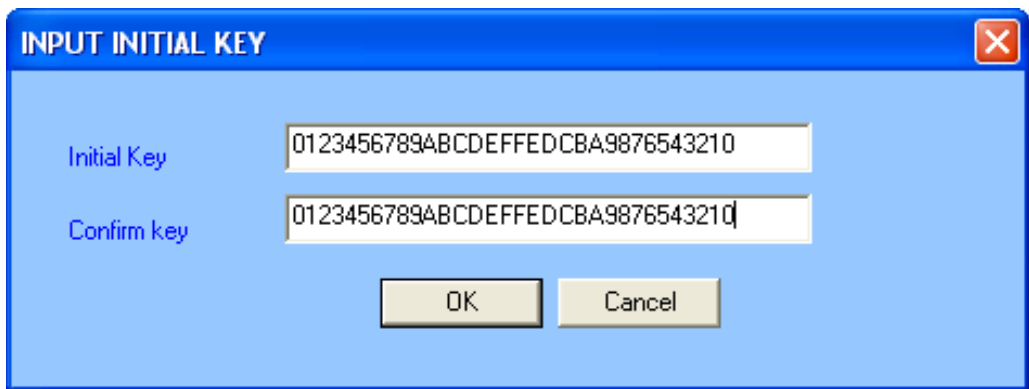 INPUT INITIAL KEY
Initial Key 0123456789ABCDEFFEDCBA9876543210
Confirm key 0123456789ABCDEFFEDCBA9876543210
OK Cancel